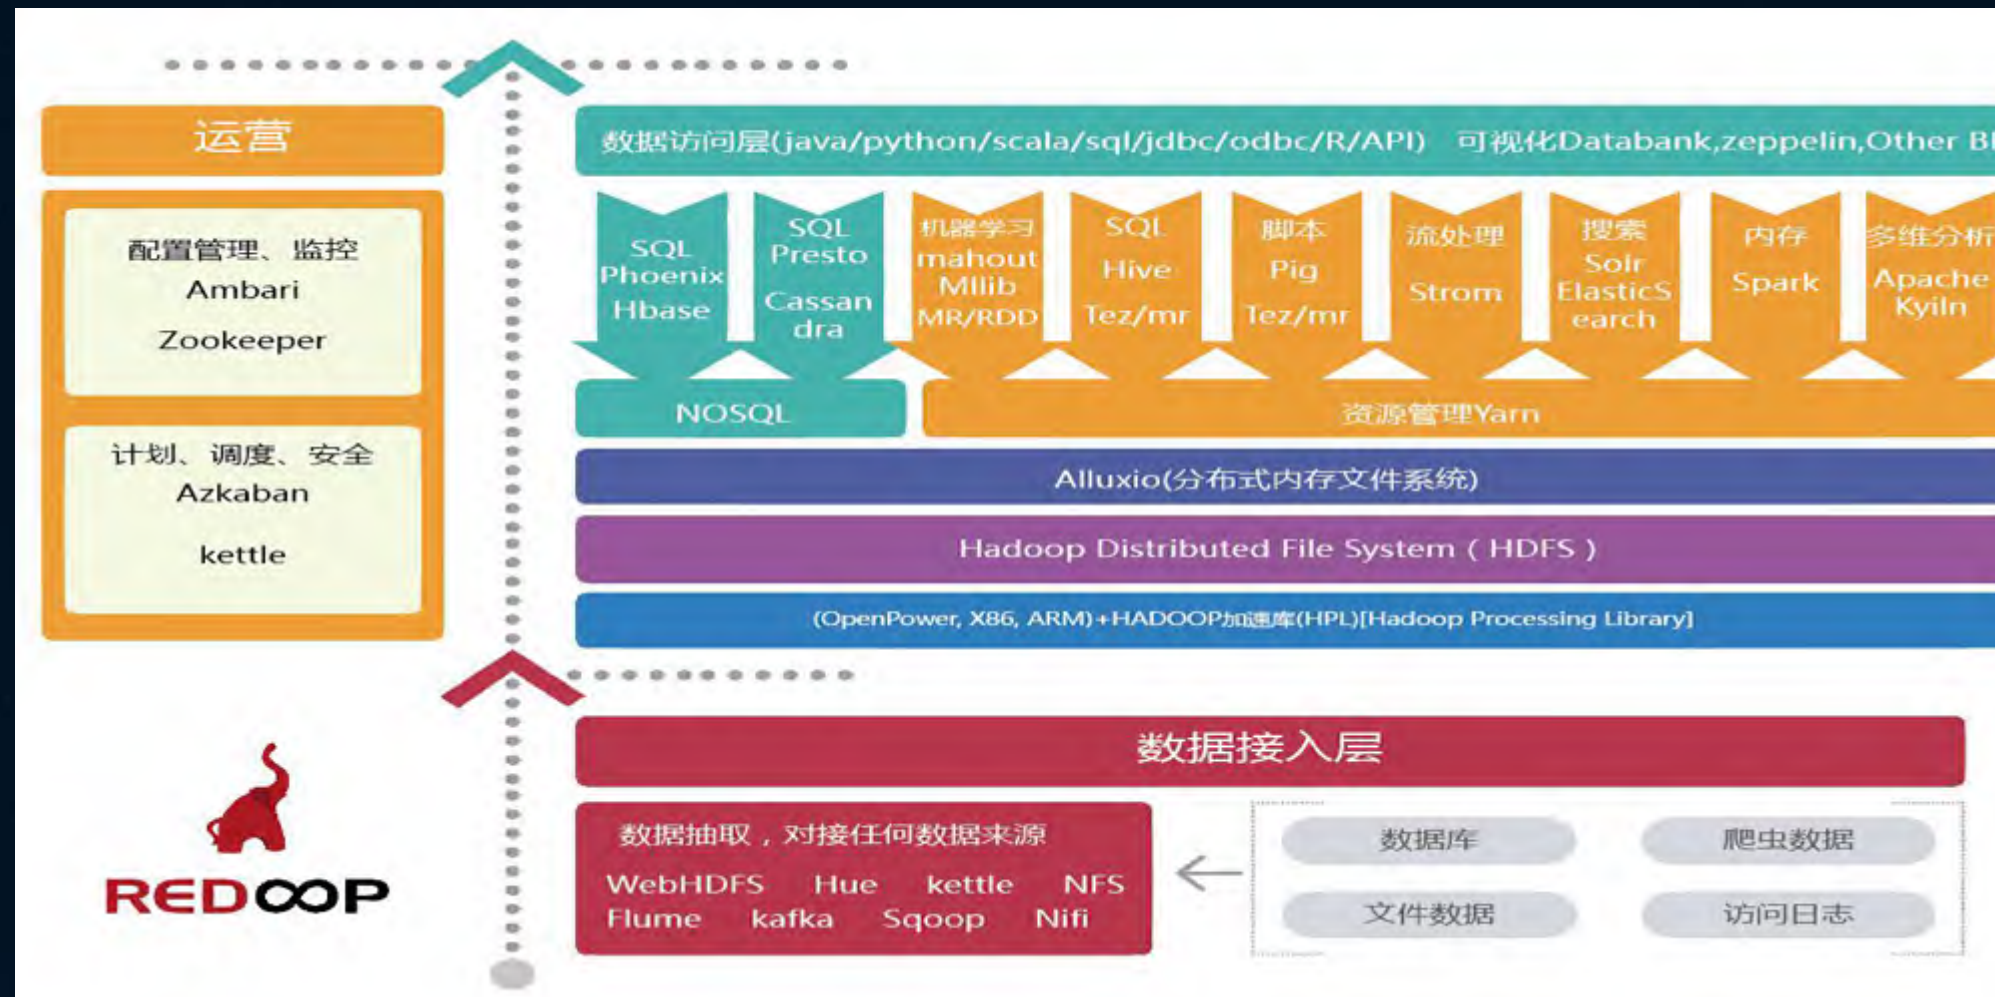 运营
配置管理、监控
Ambari
Zookeeper
计划、调度、安全
Azkaban
kettle
数据访问层(java/python/scala/sql/jdbc/odbc/R/API) 可视化Databank,zeppelin,Other BI
SQL
Phoenix
Hbase
SQL
Presto
Cassan
dra
机器学习
mahout
Mllib
MR/RDD
SQL
Hive
Tez/mr
脚本
Pig
Tez/mr
流处理
Strom
搜索
Solr
ElasticS
earch
内存
Spark
多维分析
Apache
Kyiln
NOSQL
资源管理Yarn
Alluxio(分布式内存文件系统)
Hadoop Distributed File System ( HDFS )
(OpenPower, X86, ARM)+HADOOP加速库(HPL)[Hadoop Processing Library]
数据接入层
数据抽取，对接任何数据来源
WebHDFS Hue kettle NFS
Flume kafka Sqoop Nifi
数据库
爬虫数据
文件数据
访问日志
REDOOP